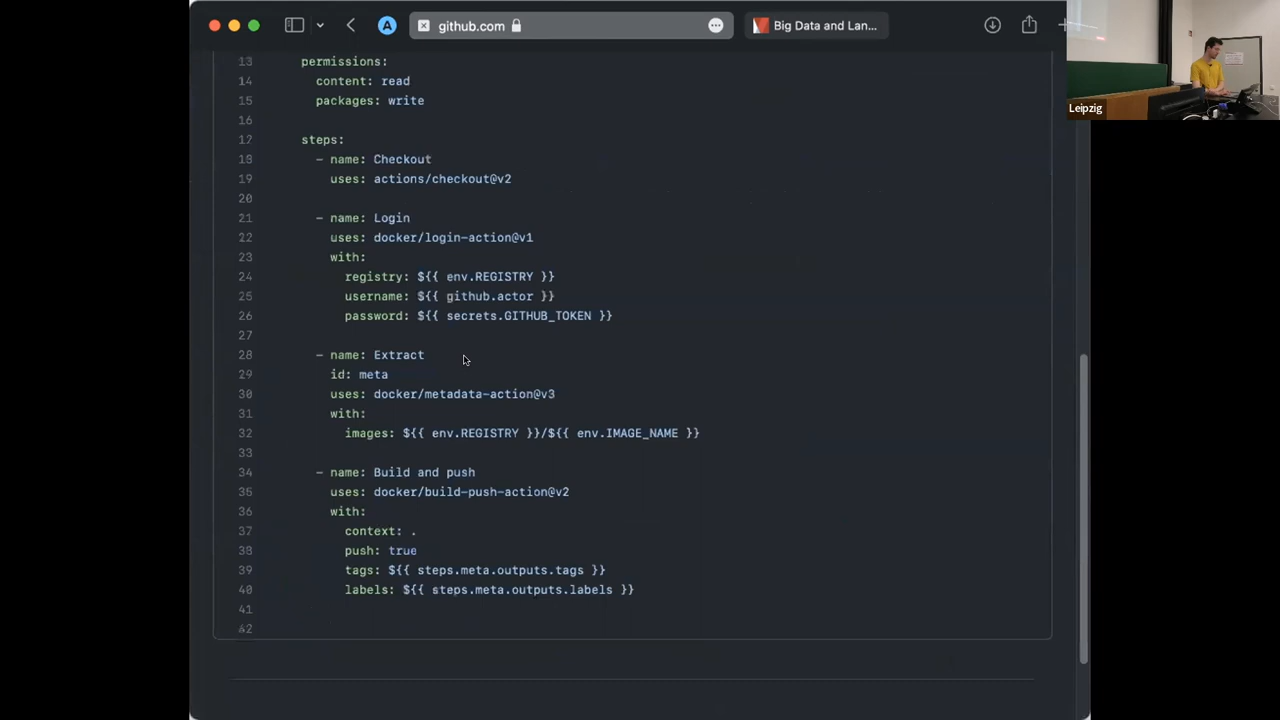 github.com
Big Data and Lan...
Leipzig
13 permissions:
14 content: read
15 packages: write
16
17 steps:
18 - name: Checkout
19 uses: actions/checkout@v2
20
21 - name: Login
22 uses: docker/login-action@v1
23 with:
24 registry: ${{ env.REGISTRY }}
25 username: ${{ github.actor }}
26 password: ${{ secrets.GITHUB_TOKEN }}
27
28 - name: Extract
29 id: meta
30 uses: docker/metadata-action@v3
31 with:
32 images: ${{ env.REGISTRY }}/${{ env.IMAGE_NAME }}
33
34 - name: Build and push
35 uses: docker/build-push-action@v2
36 with:
37 context: .
38 push: true
39 tags: ${{ steps.meta.outputs.tags }}
40 labels: ${{ steps.meta.outputs.labels }}
41
42